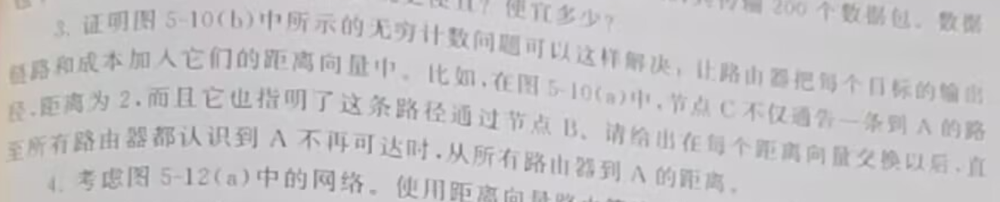 便宜多少?
200 个数据包。数据
3. 证明图 5-10(b)中所示的无穷计数问题可以这样解决,让路由器把每个目标的输出
链路和成本加入它们的距离向量中。比如,在图 5-10(a)中,节点 C 不仅通告一条到 A 的路
径,距离为 2,而且它也指明了这条路径通过节点 B。请给出在每个距离向量交换以后,直
至所有路由器都认识到 A 不再可达时,从所有路由器到 A 的距离。
4. 考虑图 5-12(a)中的网络。使用距离向量路